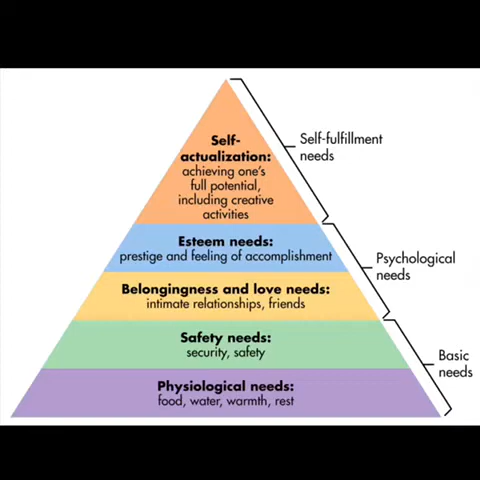 Self-
actualization:
achieving one's
full potential,
including creative
activities
Self-fulfillment
needs
Esteem needs:
prestige and feeling of accomplishment
Psychological
needs
Belongingness and love needs:
intimate relationships, friends
Safety needs:
security, safety
Basic
needs
Physiological needs:
food, water, warmth, rest